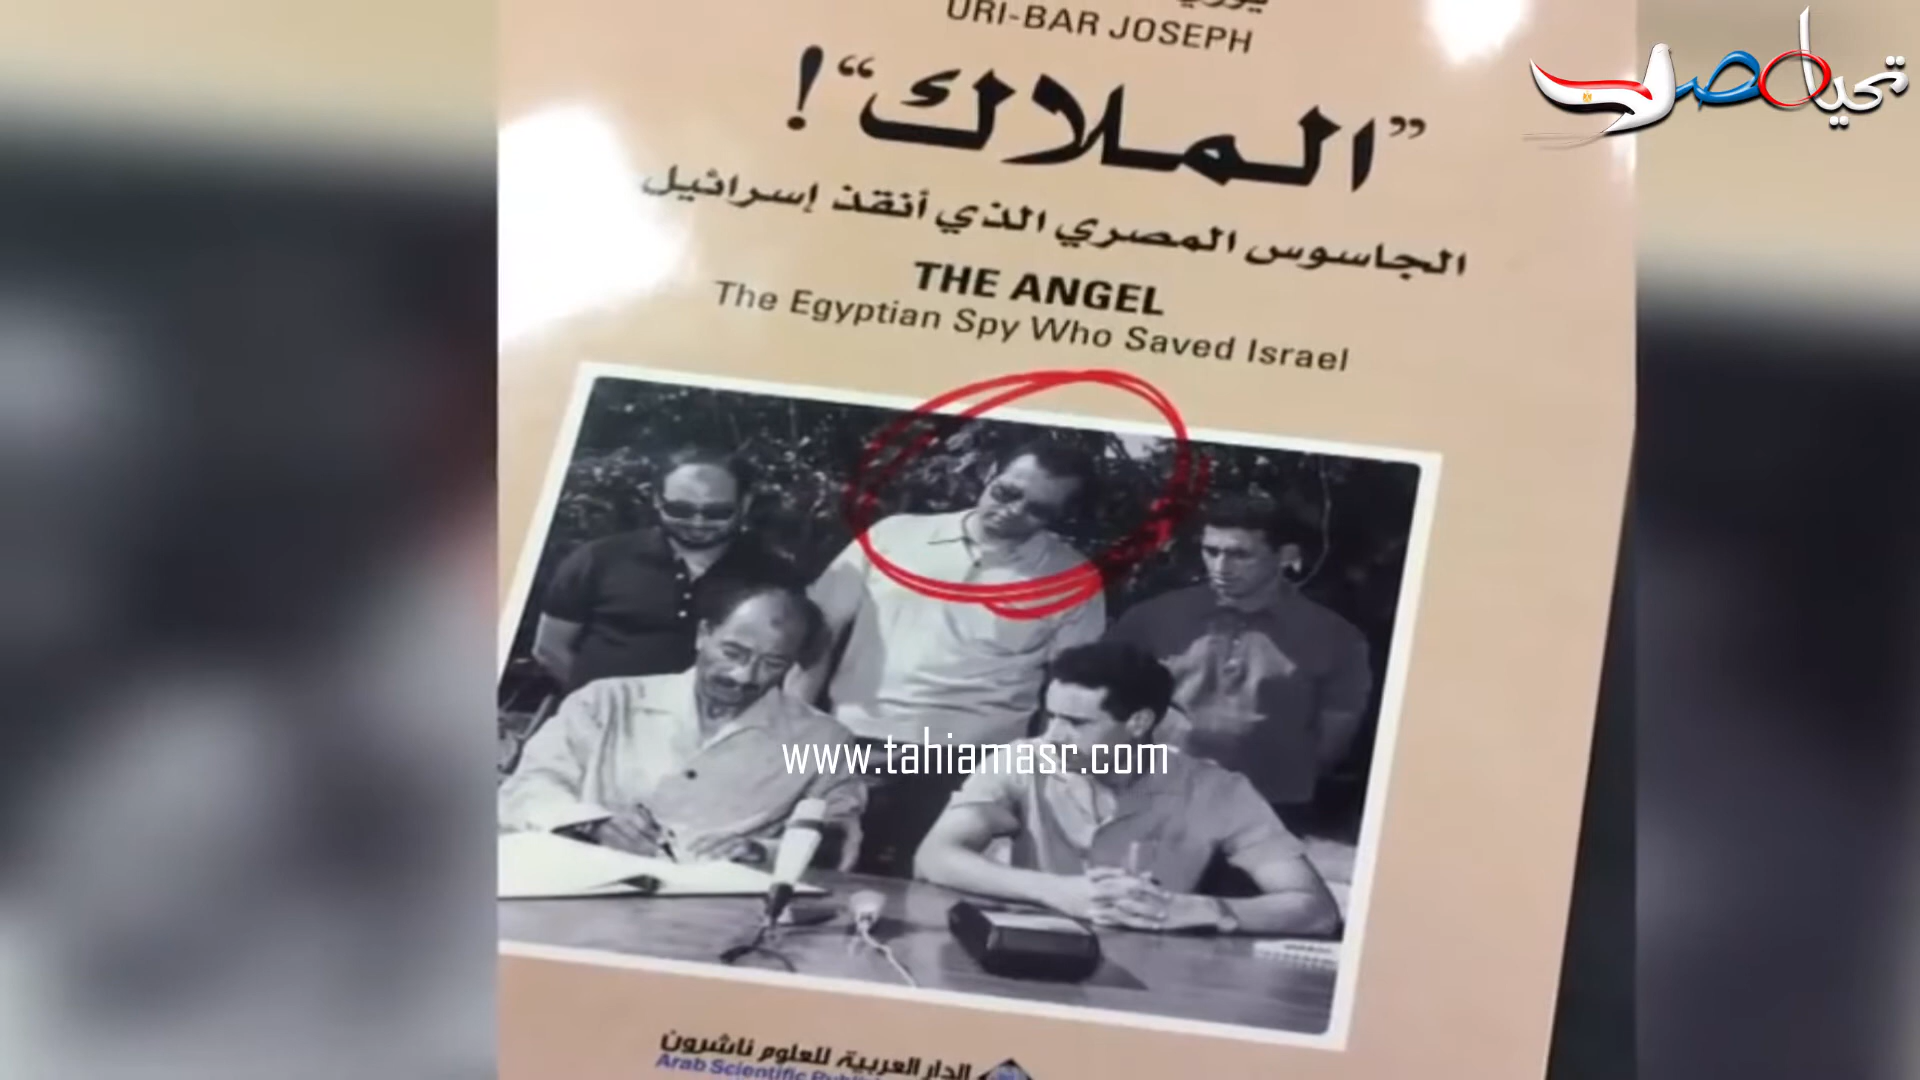 URI-BAR JOSEPH
تحيا مصر
"الملاك"!
الجاسوس المصري الذي أنقذ إسرائيل
THE ANGEL
The Egyptian Spy Who Saved Israel
www.tahiamasr.com
الدار العربية للعلوم ناشرون
Arab Scientific